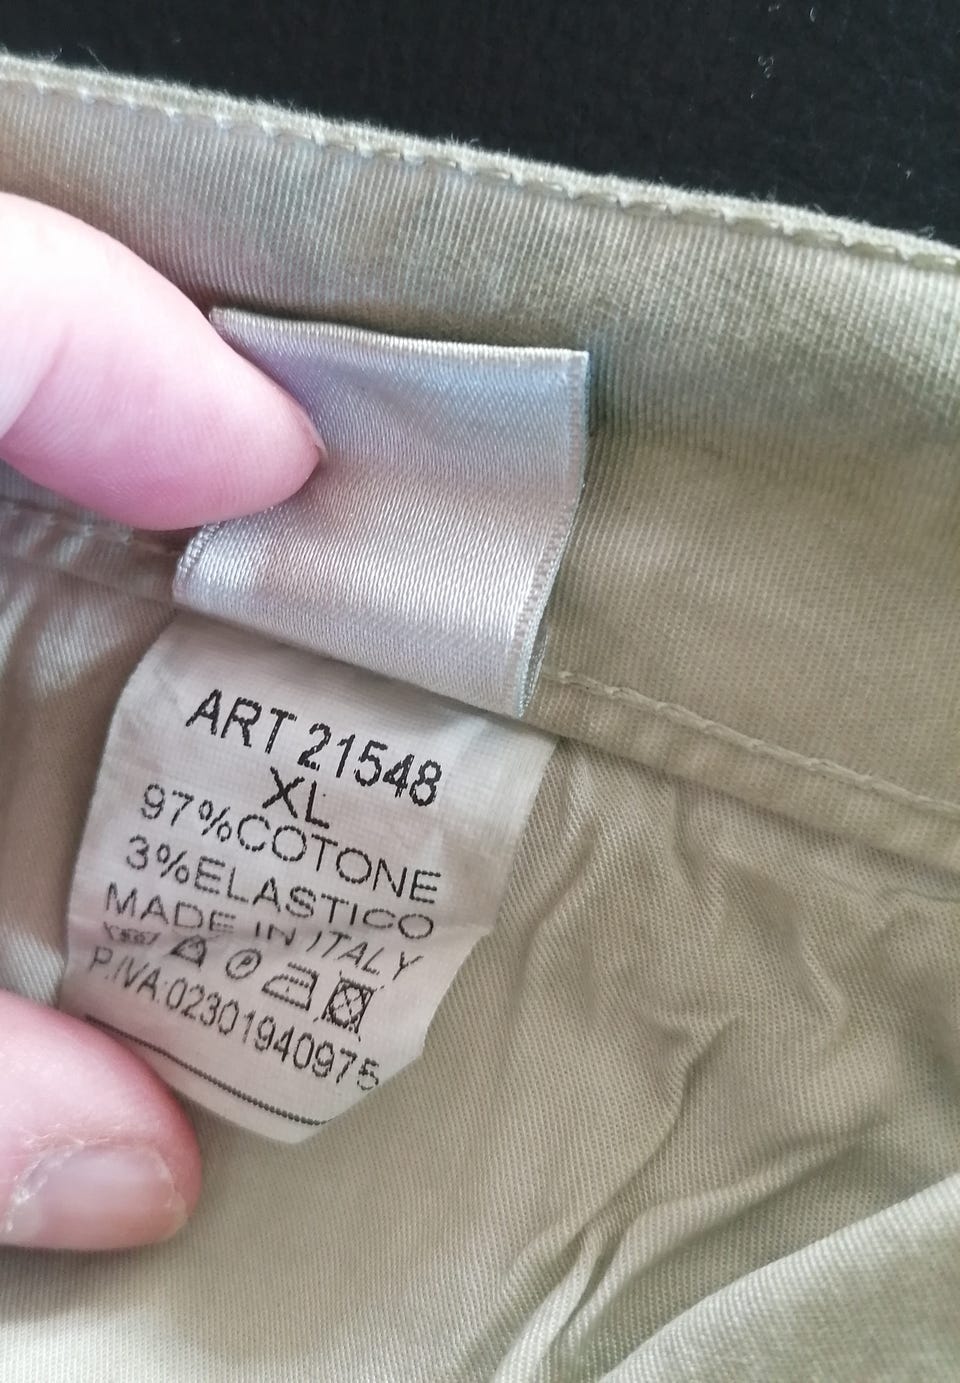 ART 21548
XL
97%COTONE
3%ELASTICO
MADE IN ITALY
P
P.IVA:02301940975